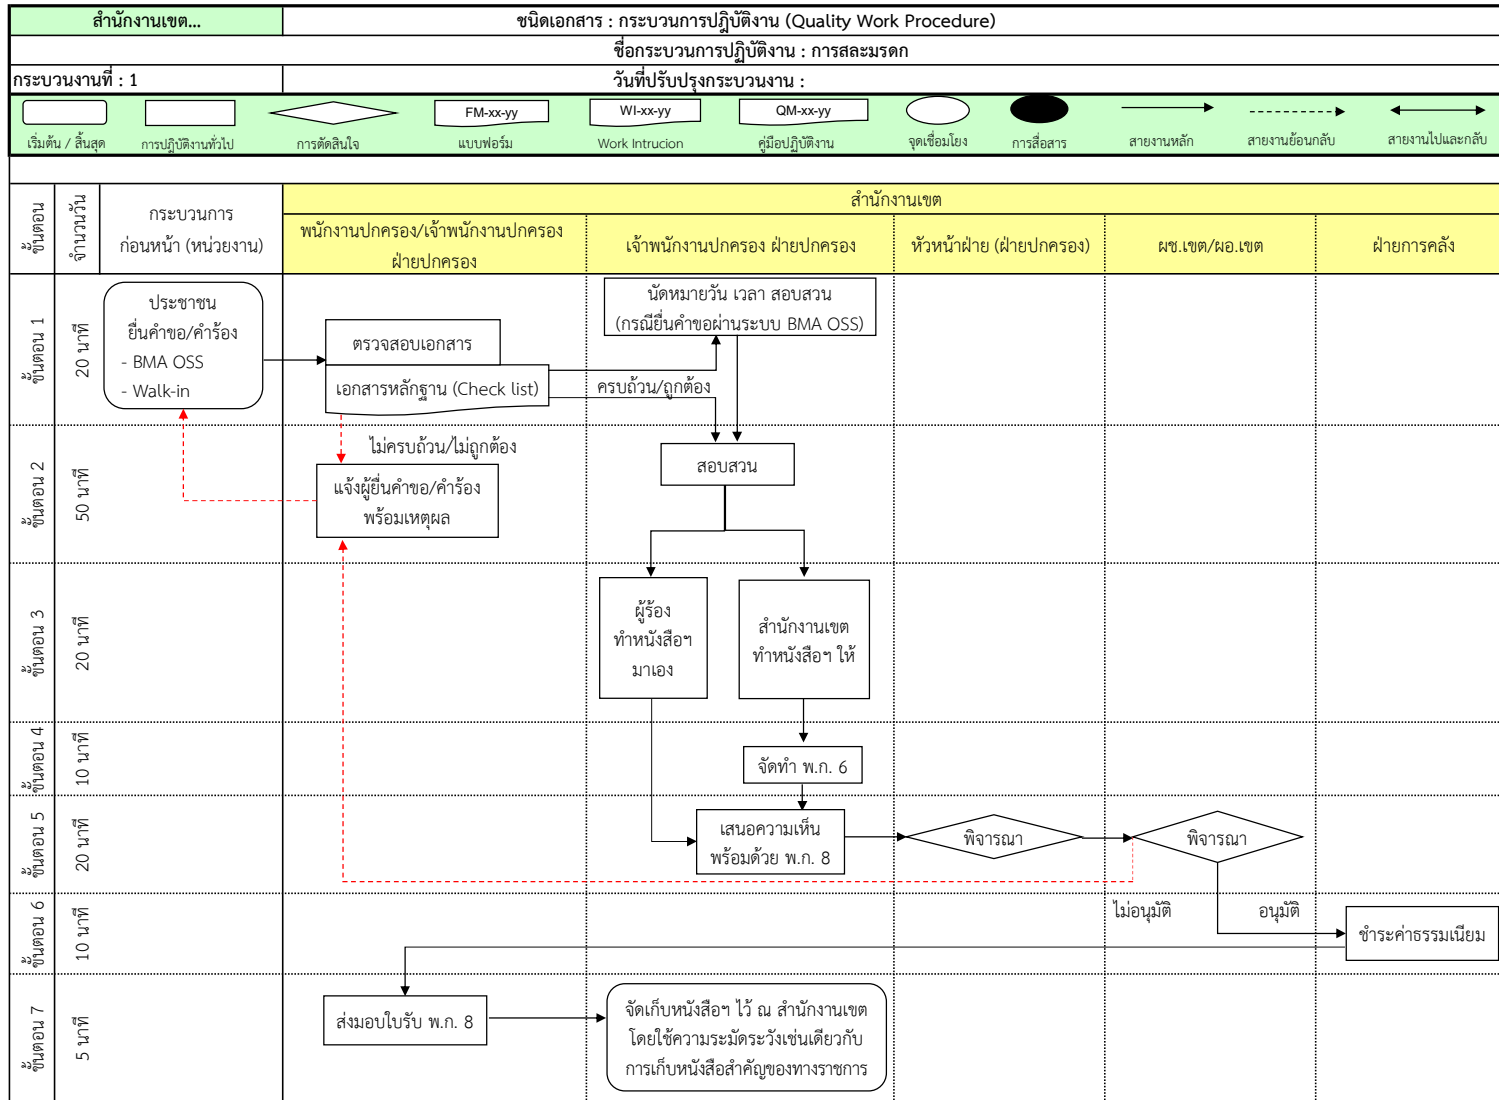 สำนักงานเขต...
ชนิดเอกสาร : กระบวนการปฏิบัติงาน (Quality Work Procedure)
ชื่อกระบวนการปฏิบัติงาน : การสละมรดก
กระบวนงานที่ : 1
วันที่ปรับปรุงกระบวนงาน :
FM-xx-yy
WI-xx-yy
QM-xx-yy
เริ่มต้น / สิ้นสุด
การปฏิบัติงานทั่วไป
การตัดสินใจ
แบบฟอร์ม
Work Intrucion
คู่มือปฏิบัติงาน
จุดเชื่อมโยง
การสื่อสาร
สายงานหลัก
สายงานย้อนกลับ
สายงานไปและกลับ
ขั้นตอน
จำนวนวัน
กระบวนการ
ก่อนหน้า (หน่วยงาน)
สำนักงานเขต
พนักงานปกครอง/เจ้าพนักงานปกครอง
ฝ่ายปกครอง
เจ้าพนักงานปกครอง ฝ่ายปกครอง
หัวหน้าฝ่าย (ฝ่ายปกครอง)
ผช.เขต/ผอ.เขต
ฝ่ายการคลัง
ขั้นตอน 1
20 นาที
ประชาชน
ยื่นคำขอ/คำร้อง
- BMA OSS
- Walk-in
ตรวจสอบเอกสาร
เอกสารหลักฐาน (Check list)
นัดหมายวัน เวลา สอบสวน
(กรณียื่นคำขอผ่านระบบ BMA OSS)
ครบถ้วน/ถูกต้อง
ขั้นตอน 2
50 นาที
ไม่ครบถ้วน/ไม่ถูกต้อง
แจ้งผู้ยื่นคำขอ/คำร้อง
พร้อมเหตุผล
สอบสวน
ขั้นตอน 3
20 นาที
ผู้ร้อง
ทำหนังสือฯ
มาเอง
สำนักงานเขต
ทำหนังสือฯ ให้
ขั้นตอน 4
10 นาที
จัดทำ พ.ก. 6
ขั้นตอน 5
20 นาที
เสนอความเห็น
พร้อมด้วย พ.ก. 8
พิจารณา
พิจารณา
ขั้นตอน 6
10 นาที
ไม่อนุมัติ
อนุมัติ
ชำระค่าธรรมเนียม
ขั้นตอน 7
5 นาที
ส่งมอบใบรับ พ.ก. 8
จัดเก็บหนังสือฯ ไว้ ณ สำนักงานเขต
โดยใช้ความระมัดระวังเช่นเดียวกับ
การเก็บหนังสือสำคัญของทางราชการ